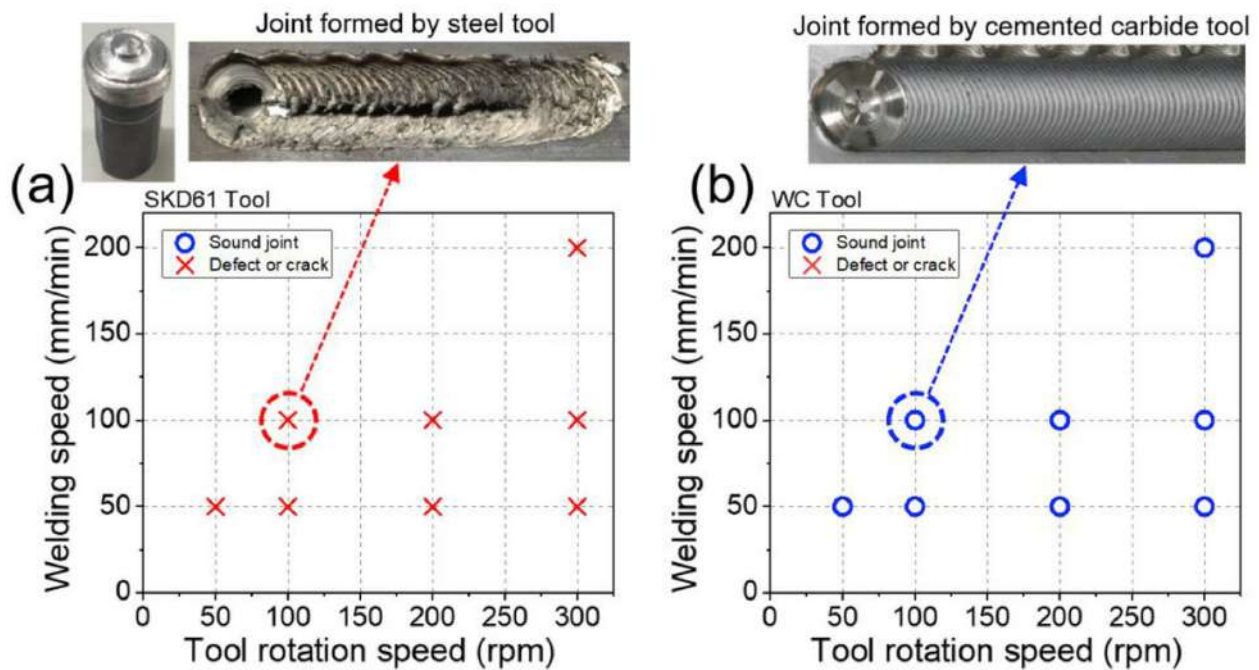 Joint formed by steel tool
Joint formed by cemented carbide tool
(a)
SKD61 Tool
Sound joint
Defect or crack
Welding speed (mm/min)
200
150
100
50
0
0 50 100 150 200 250 300
Tool rotation speed (rpm)
(b)
WC Tool
Sound joint
Defect or crack
Welding speed (mm/min)
200
150
100
50
0
0 50 100 150 200 250 300
Tool rotation speed (rpm)